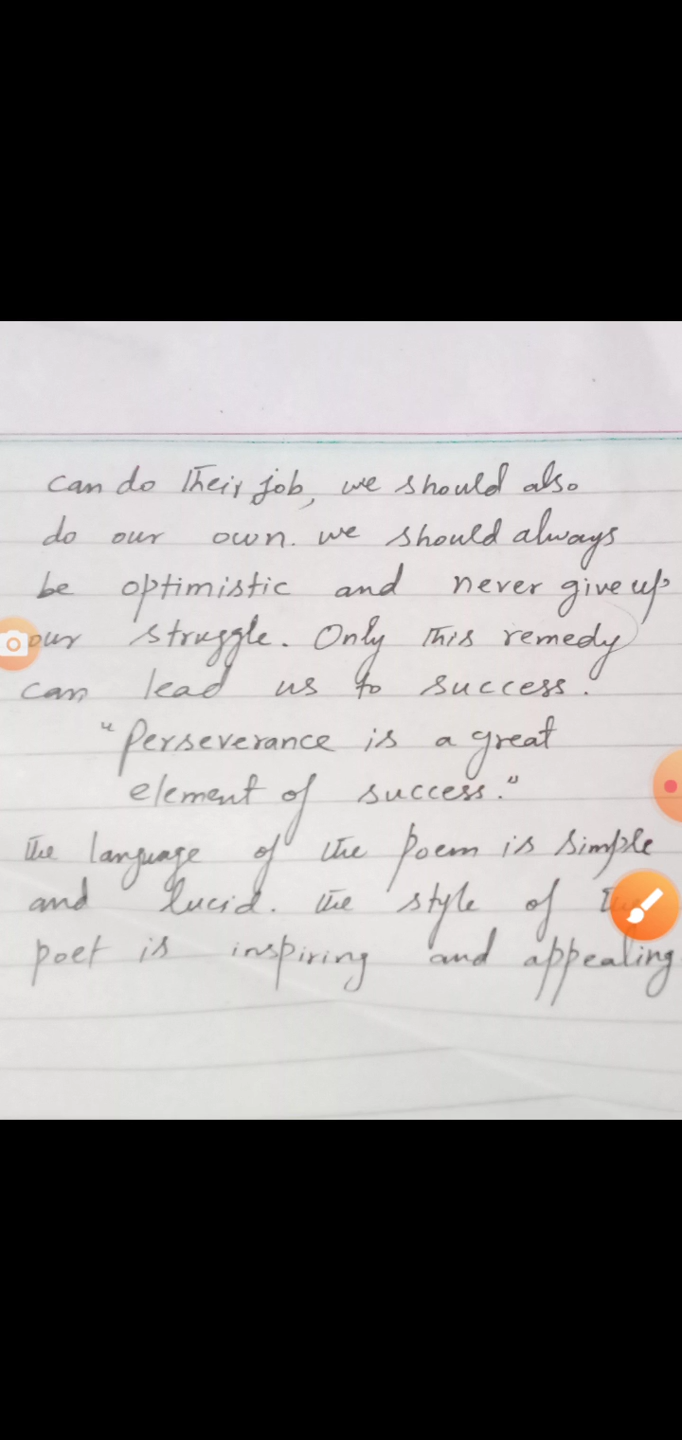 can do their job, we should also
do our own. we should always
be optimistic and never give up
our struggle. Only this remedy
can lead us to success.
"Perseverance is a great
element of success."
the language of the poem is simple
and lucid. the style of
poet is inspiring and appealing